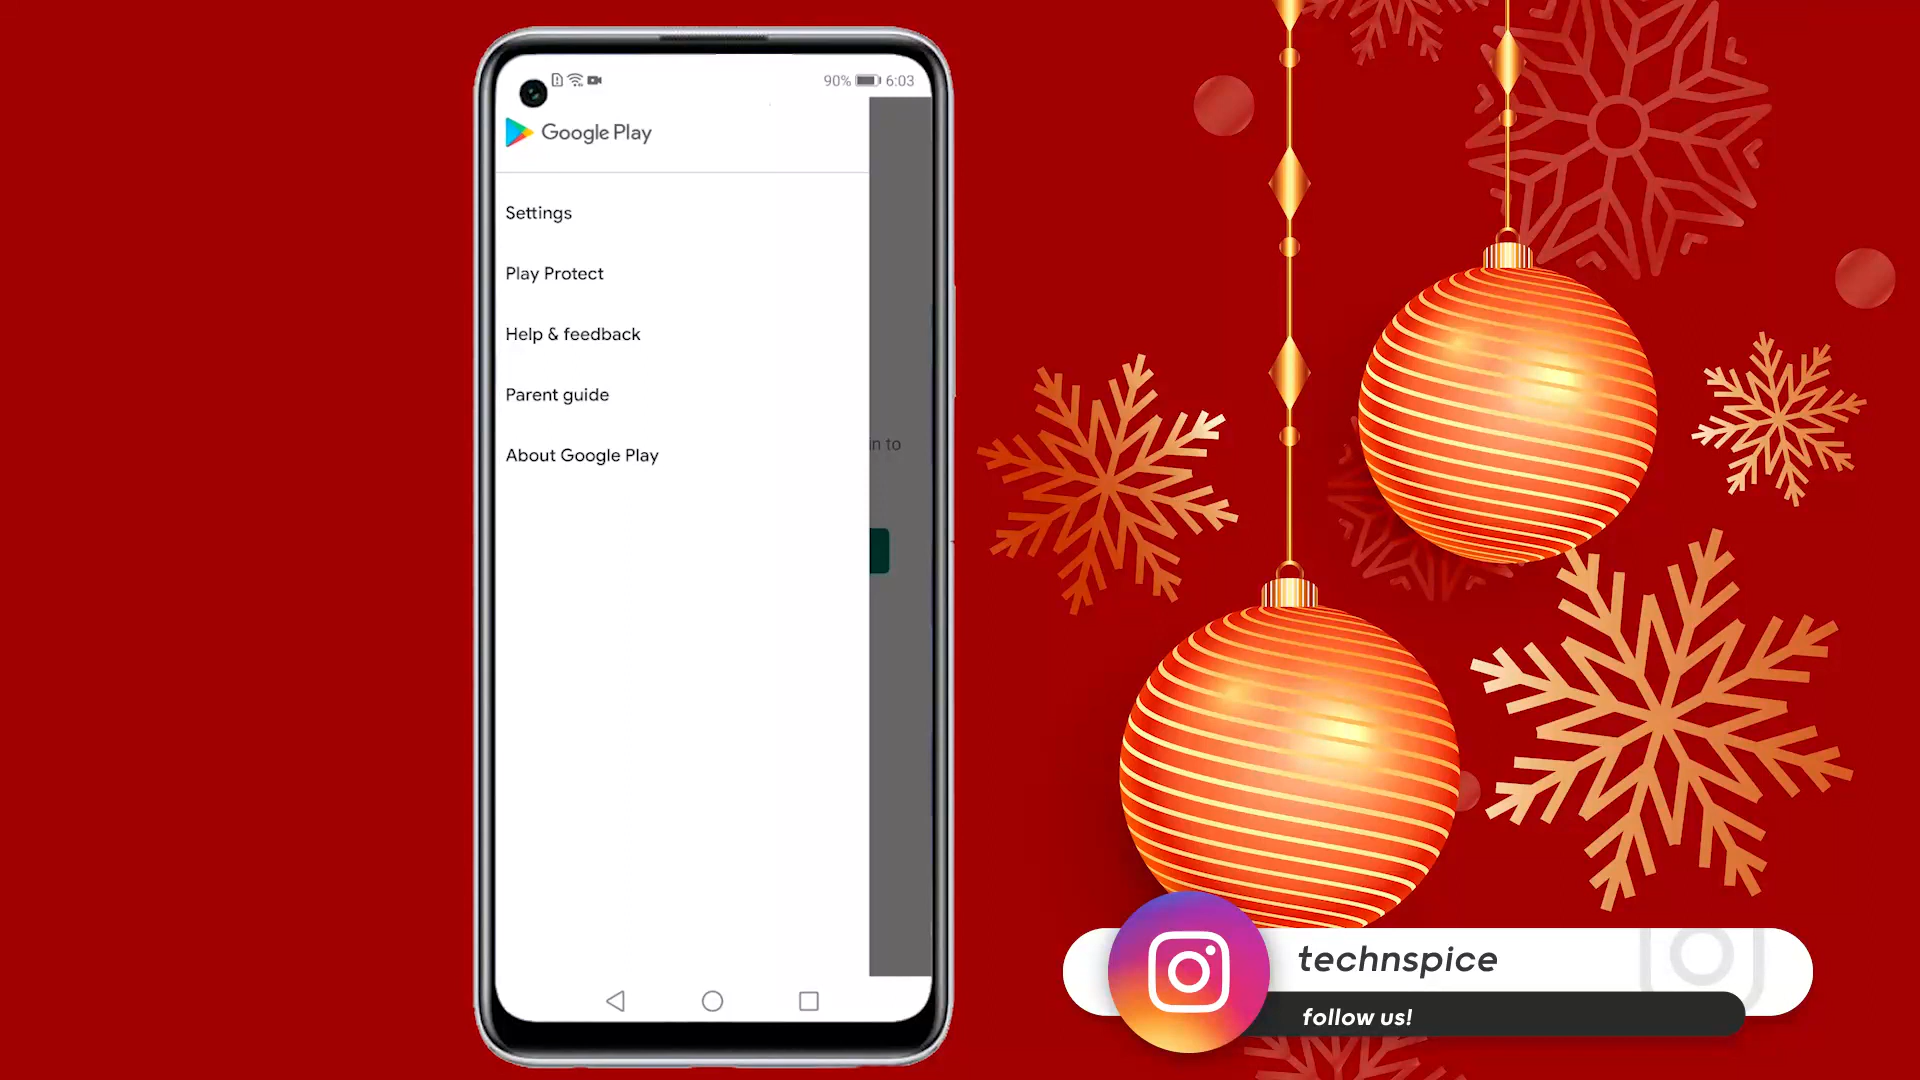 90% 6:03
Google Play
Settings
Play Protect
Help & feedback
Parent guide
in to
About Google Play
technspice
follow us!